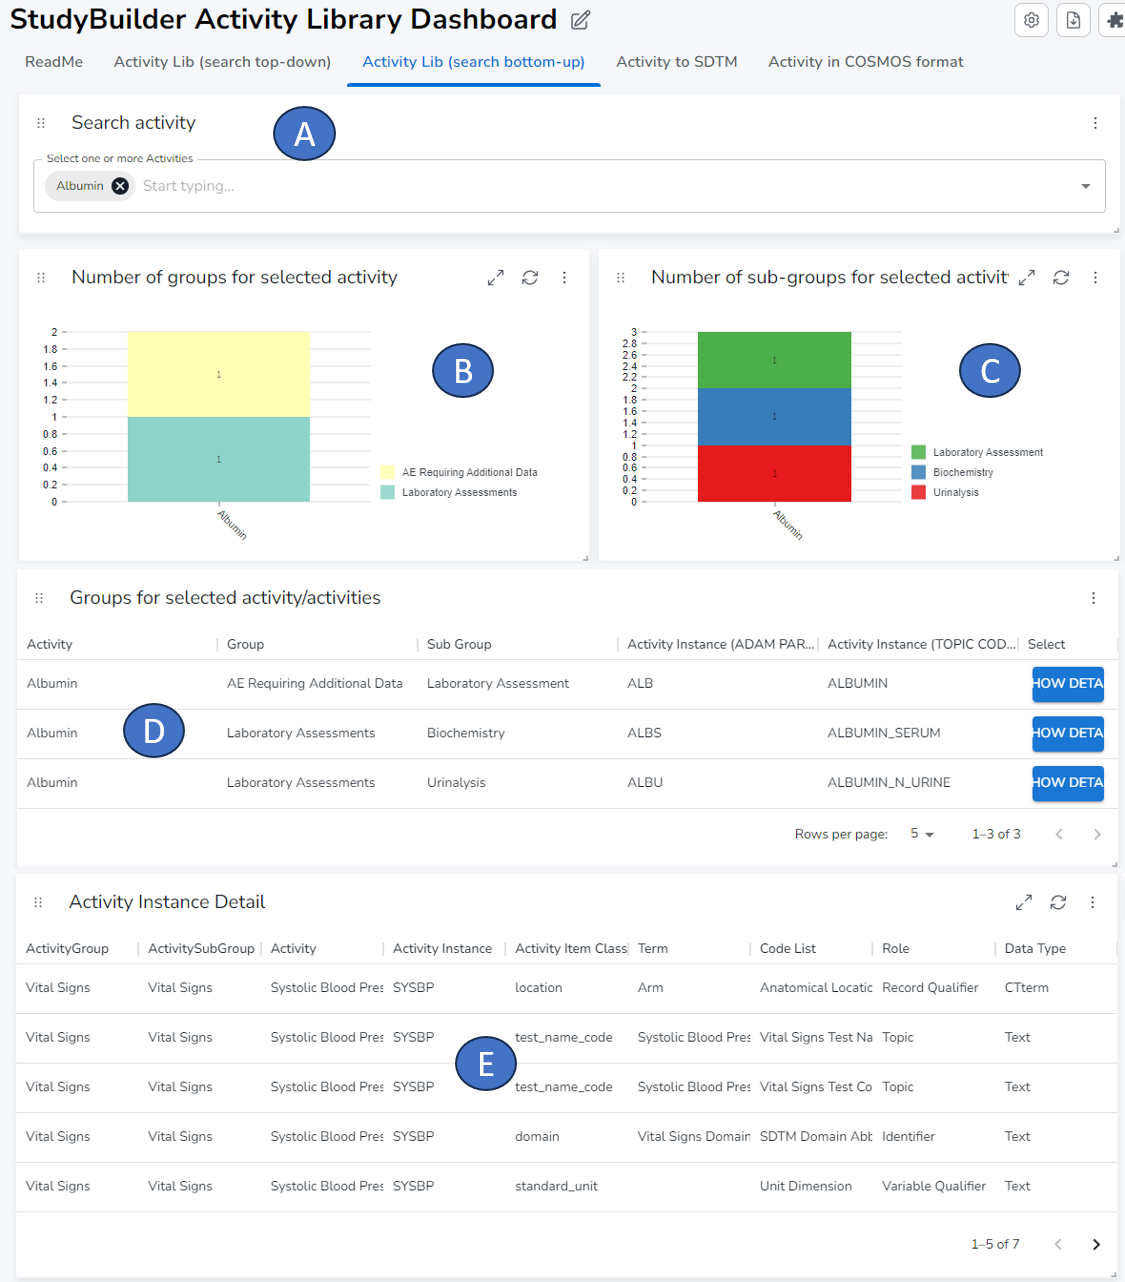 StudyBuilder Activity Library Dashboard
ReadMe Activity Lib (search top-down) Activity Lib (search bottom-up) Activity to SDTM Activity in COSMOS format
Search activity
A
Select one or more Activities
Albumin Start typing...
Number of groups for selected activity
2
1.8
1.6
1.4
1.2
1
0.8
0.6
0.4
0.2
0
1
1
Albumin
B
AE Requiring Additional Data
Laboratory Assessments
Number of sub-groups for selected activit
3
2.8
2.6
2.4
2.2
2
1.8
1.6
1.4
1.2
1
0.8
0.6
0.4
0.2
0
1
1
1
Albumin
C
Laboratory Assessment
Biochemistry
Urinalysis
Groups for selected activity/activities
Activity Group Sub Group Activity Instance (ADAM PAR... Activity Instance (TOPIC COD... Select
Albumin AE Requiring Additional Data Laboratory Assessment ALB ALBUMIN HOW DETA
Albumin D Laboratory Assessments Biochemistry ALBS ALBUMIN_SERUM HOW DETA
Albumin Laboratory Assessments Urinalysis ALBU ALBUMIN_N_URINE HOW DETA
Rows per page: 5 1–3 of 3
Activity Instance Detail
ActivityGroup ActivitySubGroup Activity Activity Instance Activity Item Class Term Code List Role Data Type
Vital Signs Vital Signs Systolic Blood Pres SYSBP location Arm Anatomical Locatic Record Qualifier CTterm
Vital Signs Vital Signs Systolic Blood Pres SYSBP test_name_code Systolic Blood Pres Vital Signs Test Na Topic Text
E
Vital Signs Vital Signs Systolic Blood Pres SYSBP test_name_code Systolic Blood Pres Vital Signs Test Co Topic Text
Vital Signs Vital Signs Systolic Blood Pres SYSBP domain Vital Signs Domain SDTM Domain Abb Identifier Text
Vital Signs Vital Signs Systolic Blood Pres SYSBP standard_unit Unit Dimension Variable Qualifier Text
1–5 of 7